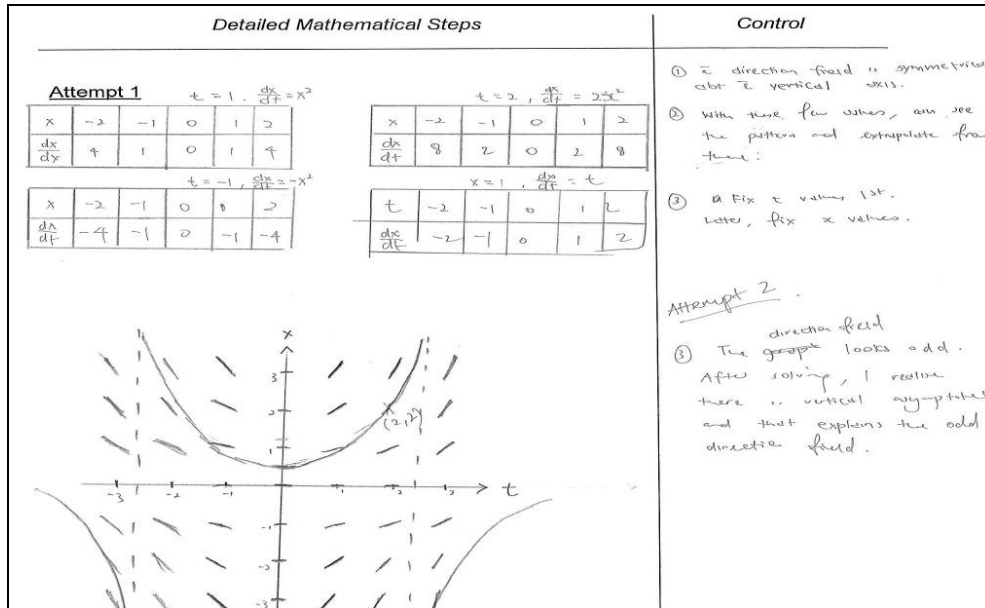 Detailed Mathematical Steps
Control
Attempt 1
t = 1 . dx/dt = x²
x -2 -1 0 1 2
dx/dy 4 1 0 1 4
t = 2 , dx/dt = 2x²
x -2 -1 0 1 2
dx/dt 8 2 0 2 8
t = -1 , dx/dt = -x²
x -2 -1 0 2
dx/dt -4 -1 0 -1 -4
x = 1 , dx/dt = t
t -2 -1 0 1 2
dx/dt -2 -1 0 1 2
x
3
2
(2,2)
1
-3 -2 -1 1 2 3 t
-1
-2
-3
① direction field is symmetrical
abt vertical axis.
② With these few values, can see
the pattern and extrapolate from
there.
③ Fix t values 1st.
Later, fix x values.
Attempt 2
direction field
③ The looks odd.
After solving, I realise
there is vertical asymptotes
and that explains the odd
direction field.